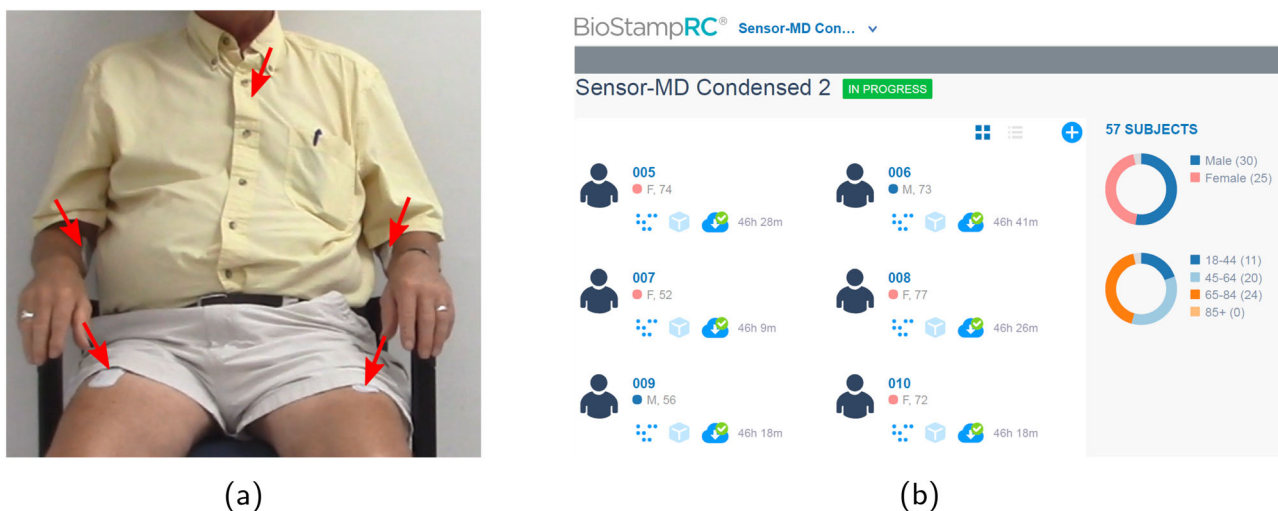 BioStampRC® Sensor-MD Con...
Sensor-MD Condensed 2 IN PROGRESS
57 SUBJECTS
Male (30)
Female (25)
18-44 (11)
45-64 (20)
65-84 (24)
85+ (0)
005
F, 74
46h 28m
006
M, 73
46h 41m
007
F, 52
46h 9m
008
F, 77
46h 26m
009
M, 56
46h 18m
010
F, 72
46h 18m
(a)
(b)